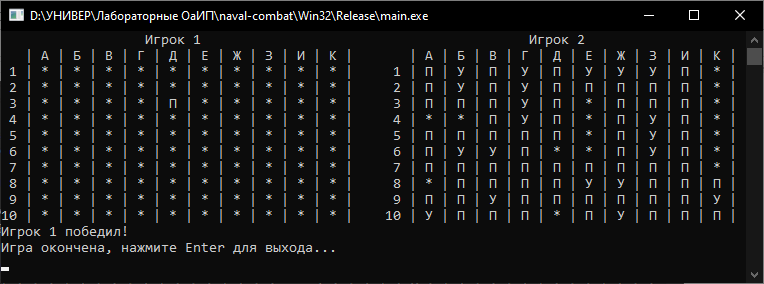 D:\УНИВЕР\Лабораторные ОаИП\naval-combat\Win32\Release\main.exe
Игрок 1 Игрок 2
| А | Б | В | Г | Д | Е | Ж | З | И | К | | А | Б | В | Г | Д | Е | Ж | З | И | К |
1 | * | * | * | * | * | * | * | * | * | * | 1 | П | У | П | У | П | У | У | У | П | * |
2 | * | * | * | * | * | * | * | * | * | * | 2 | П | У | П | У | П | П | П | П | П | * |
3 | * | * | * | * | П | * | * | * | * | * | 3 | П | П | П | У | П | * | П | У | П | * |
4 | * | * | * | * | * | * | * | * | * | * | 4 | * | * | П | У | П | * | П | У | П | * |
5 | * | * | * | * | * | * | * | * | * | * | 5 | П | П | П | П | П | * | П | У | П | * |
6 | * | * | * | * | * | * | * | * | * | * | 6 | П | У | У | П | * | * | П | У | П | * |
7 | * | * | * | * | * | * | * | * | * | * | 7 | П | П | П | П | П | П | П | П | П | * |
8 | * | * | * | * | * | * | * | * | * | * | 8 | * | П | П | П | П | У | У | П | П | П |
9 | * | * | * | * | * | * | * | * | * | * | 9 | П | П | У | П | П | П | П | П | П | У |
10 | * | * | * | * | * | * | * | * | * | * | 10 | У | П | П | П | * | П | У | П | П | П |
Игрок 1 победил!
Игра окончена, нажмите Enter для выхода...